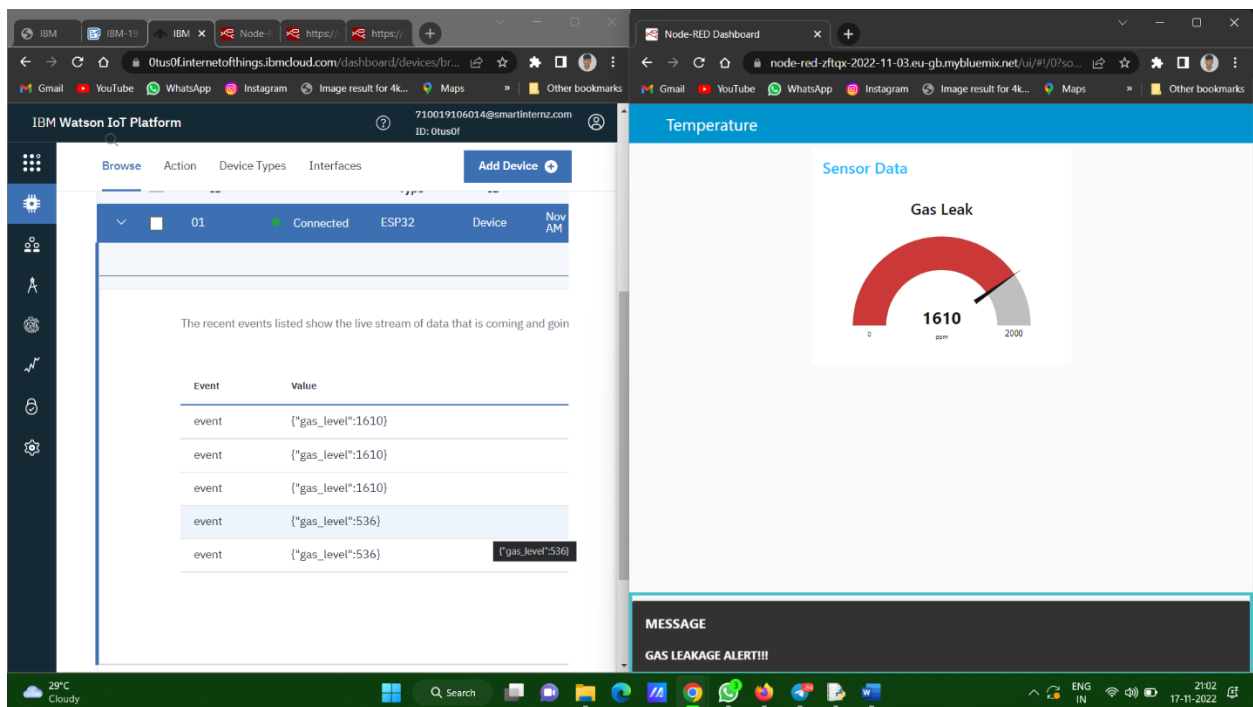 IBM
IBM-19
IBM
Node-F
https://
https://
0tus0f.internetofthings.ibmcloud.com/dashboard/devices/br...
Gmail YouTube WhatsApp Instagram Image result for 4k... Maps » Other bookmarks
IBM Watson IoT Platform
71001910601​4@smartinternz.com
ID: 0tus0f
Browse Action Device Types Interfaces Add Device
01 Connected ESP32 Device Nov
AM
The recent events listed show the live stream of data that is coming and goin
Event Value
event {"gas_level":1610}
event {"gas_level":1610}
event {"gas_level":1610}
event {"gas_level":536}
event {"gas_level":536}
{"gas_level":536}
Node-RED Dashboard
node-red-zftqx-2022-11-03.eu-gb.mybluemix.net/ui/#!/0?so...
Gmail YouTube WhatsApp Instagram Image result for 4k... Maps » Other bookmarks
Temperature
Sensor Data
Gas Leak
1610
0 ppm 2000
MESSAGE
GAS LEAKAGE ALERT!!!
29°C
Cloudy
Search
ENG
IN
21:02
17-11-2022